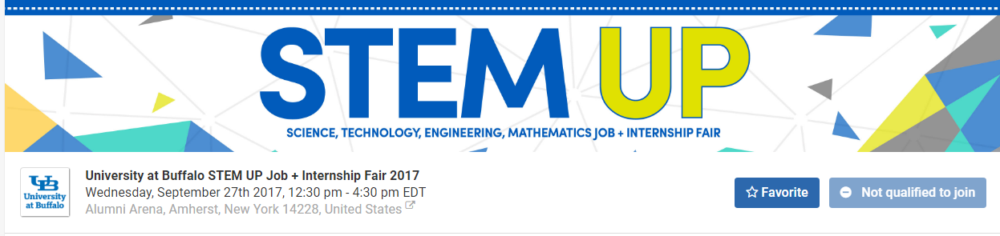 STEM UP
SCIENCE, TECHNOLOGY, ENGINEERING, MATHEMATICS JOB + INTERNSHIP FAIR
UB
University
at Buffalo
University at Buffalo STEM UP Job + Internship Fair 2017
Wednesday, September 27th 2017, 12:30 pm - 4:30 pm EDT
Alumni Arena, Amherst, New York 14228, United States
Favorite
Not qualified to join